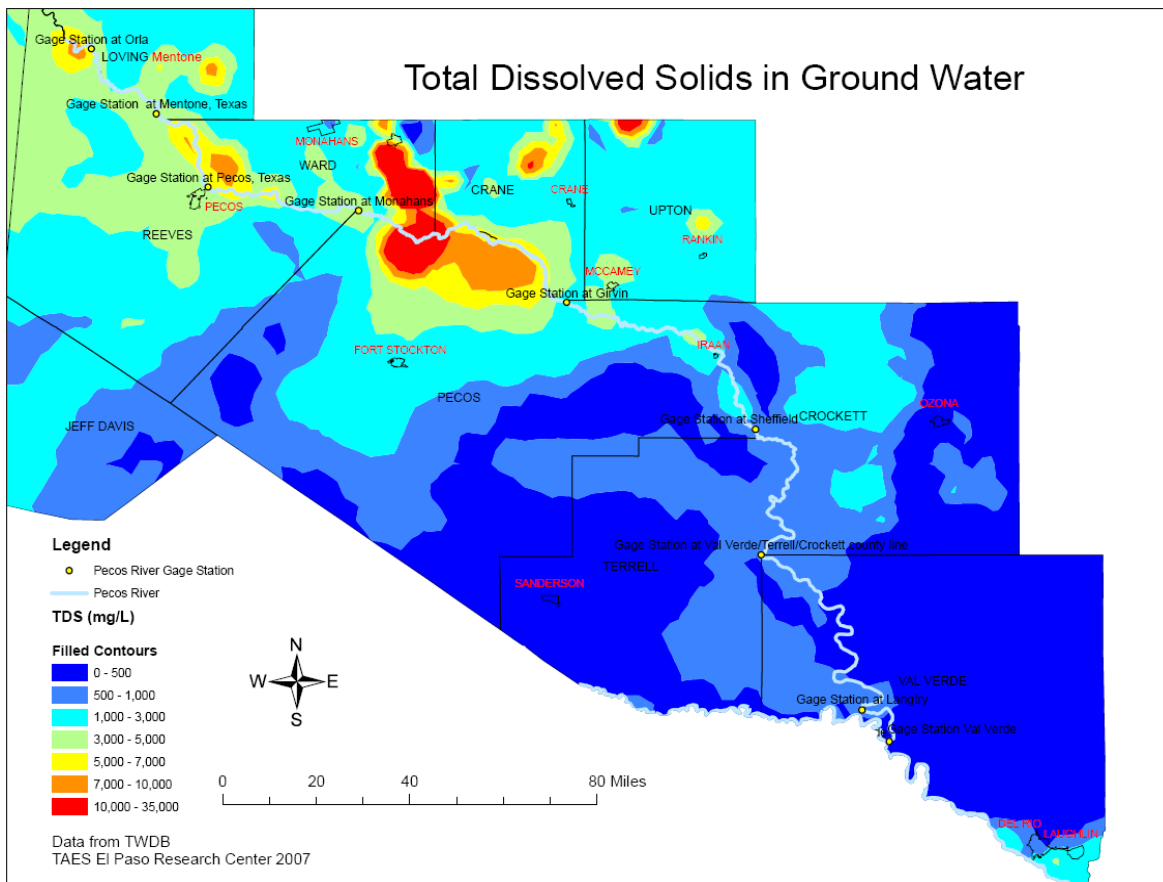 Total Dissolved Solids in Ground Water
Gage Station at Orla
LOVING Mentone
Gage Station at Mentone, Texas
MONAHANS
WARD
Gage Station at Pecos, Texas
PECOS
Gage Station at Monahans
CRANE
CRANE
UPTON
REEVES
RANKIN
MCCAMEY
Gage Station at Girvin
FORT STOCKTON
IRAAN
PECOS
JEFF DAVIS
Gage Station at Sheffield
CROCKETT
OZONA
Gage Station at Val Verde/Terrell/Crockett county line
TERRELL
SANDERSON
VAL VERDE
Gage Station at Langtry
Gage Station Val Verde
DEL RIO
LAUGHLIN
Legend
Pecos River Gage Station
Pecos River
TDS (mg/L)
Filled Contours
0 - 500
500 - 1,000
1,000 - 3,000
3,000 - 5,000
5,000 - 7,000
7,000 - 10,000
10,000 - 35,000
N
W E
S
0 20 40 80 Miles
Data from TWDB
TAES El Paso Research Center 2007